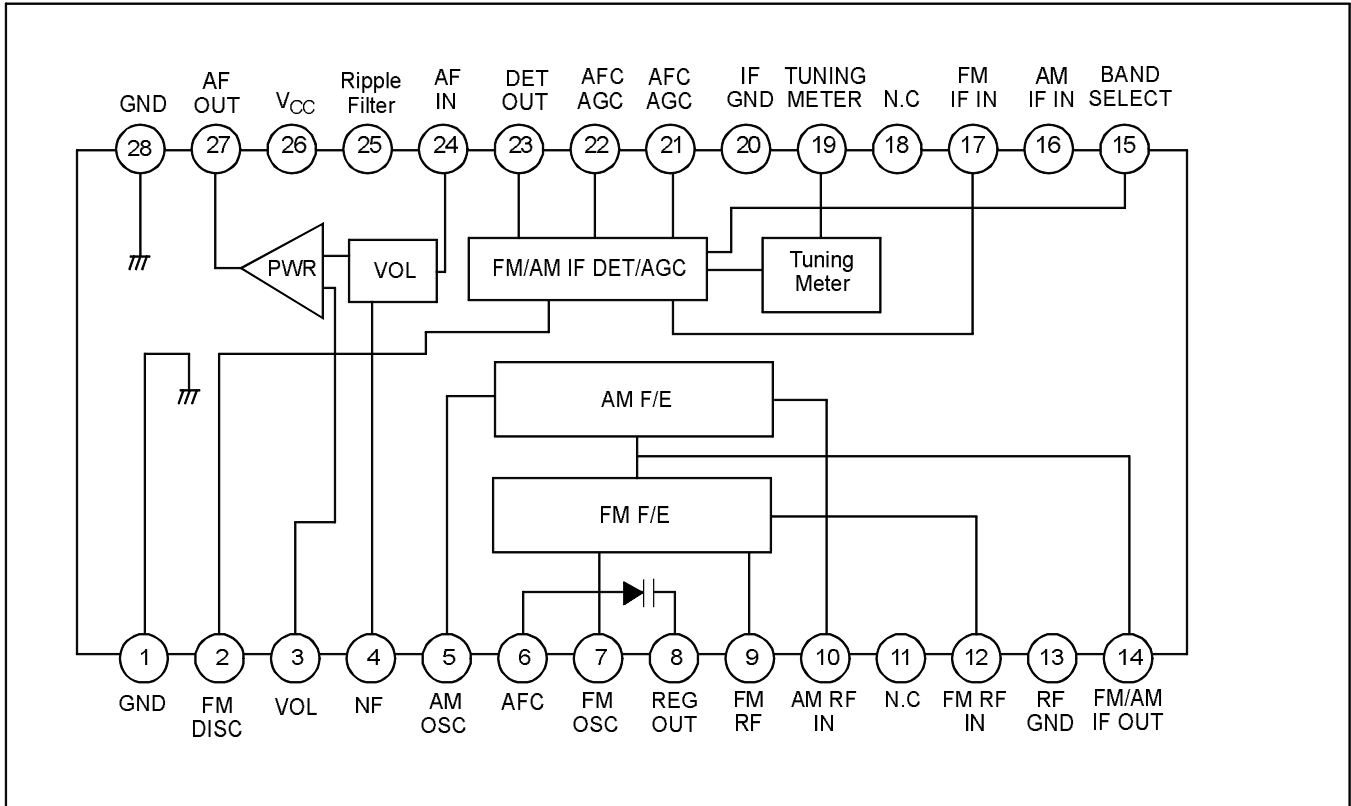 GND
AF
OUT
VCC
Ripple
Filter
AF
IN
DET
OUT
AFC
AGC
AFC
AGC
IF
GND
TUNING
METER
N.C
FM
IF IN
AM
IF IN
BAND
SELECT
28
27
26
25
24
23
22
21
20
19
18
17
16
15
PWR
VOL
FM/AM IF DET/AGC
Tuning
Meter
AM F/E
FM F/E
1
2
3
4
5
6
7
8
9
10
11
12
13
14
GND
FM
DISC
VOL
NF
AM
OSC
AFC
FM
OSC
REG
OUT
FM
RF
AM RF
IN
N.C
FM RF
IN
RF
GND
FM/AM
IF OUT